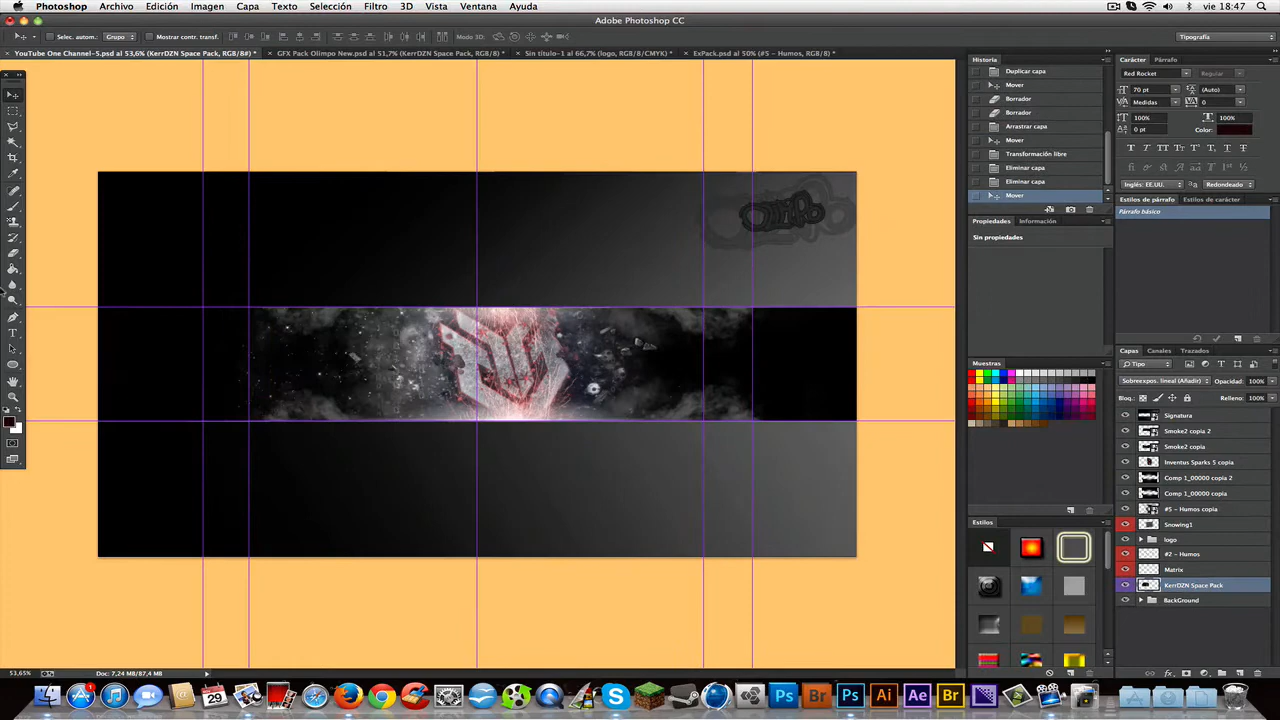 Photoshop Archivo Edición Imagen Capa Texto Selección Filtro 3D Vista Ventana Ayuda vie 18:47
Adobe Photoshop CC
Selec. autom.: Grupo Mostrar contr. transf. Modo 3D: Tipografía
YouTube One Channel-5.psd al 53,6% (KerrDZN Space Pack, RGB/8#) * GFX Pack Olimpo New.psd al 51,7% (KerrDZN Space Pack, RGB/8) * Sin título-1 al 66,7% (logo, RGB/8/CMYK) * ExPack.psd al 50% (#5 - Humos, RGB/8) *
Historia
Duplicar capa
Mover
Borrador
Borrador
Arrastrar capa
Mover
Transformación libre
Eliminar capa
Eliminar capa
Mover
Carácter Párrafo
Red Rocket Regular
70 pt (Auto)
Medidas 0
100% 100%
0 pt Color:
Inglés: EE.UU. Redondeado
Estilos de párrafo Estilos de carácter
Párrafo básico
Propiedades Información
Sin propiedades
Muestras
Estilos
Capas Canales Trazados
Tipo
Sobreexpos. lineal (Añadir) Opacidad: 100%
Bloq.: Relleno: 100%
Signatura
Smoke2 copia 2
Smoke2 copia
Inventus Sparks 5 copia
Comp 1_00000 copia 2
Comp 1_00000 copia
#5 - Humos copia
Snowing1
logo
#2 - Humos
Matrix
KerrDZN Space Pack
BackGround
53,65% Doc: 7,24 MB/87,4 MB
29
Ps Br Ps Ai Ae Br